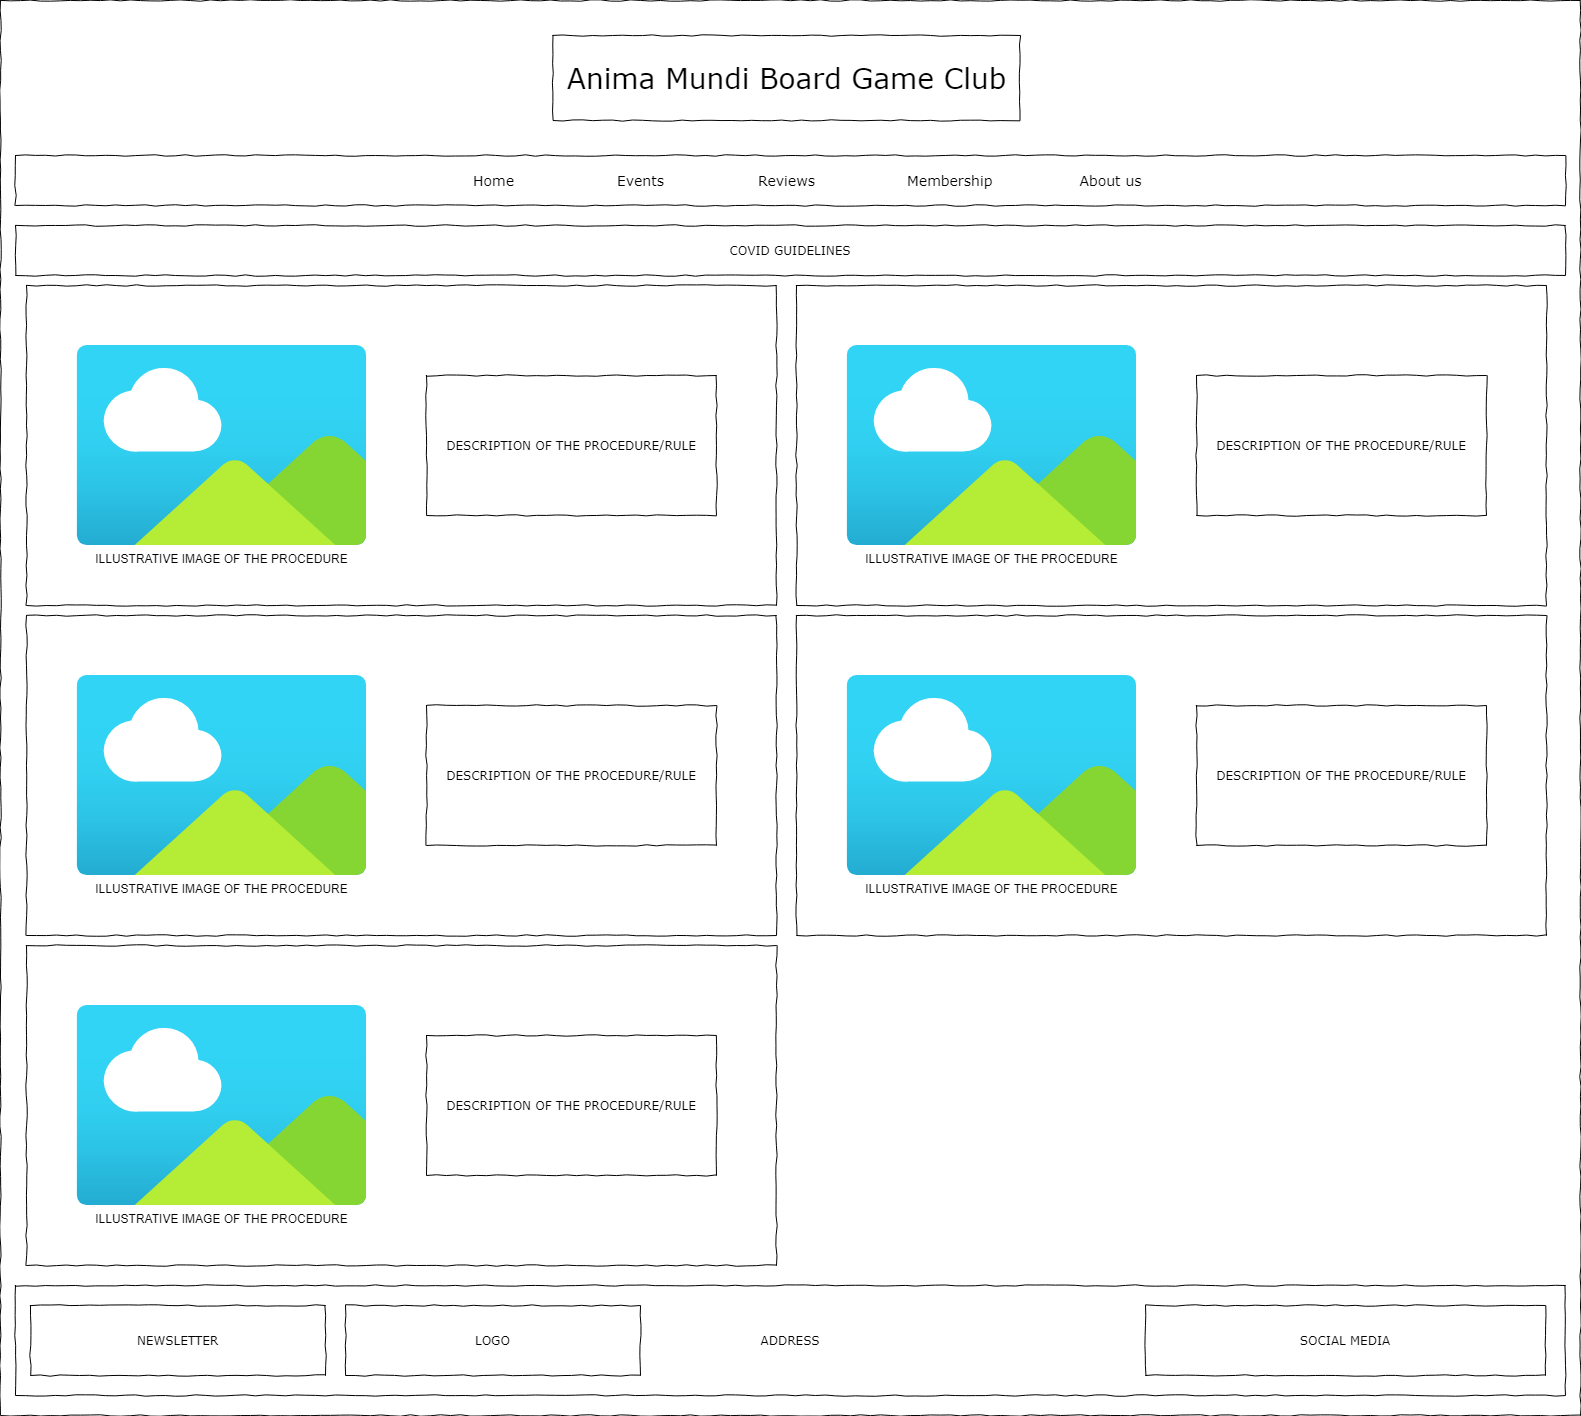 Anima Mundi Board Game Club
Home Events Reviews Membership About us
COVID GUIDELINES
DESCRIPTION OF THE PROCEDURE/RULE
ILLUSTRATIVE IMAGE OF THE PROCEDURE
DESCRIPTION OF THE PROCEDURE/RULE
ILLUSTRATIVE IMAGE OF THE PROCEDURE
DESCRIPTION OF THE PROCEDURE/RULE
ILLUSTRATIVE IMAGE OF THE PROCEDURE
DESCRIPTION OF THE PROCEDURE/RULE
ILLUSTRATIVE IMAGE OF THE PROCEDURE
DESCRIPTION OF THE PROCEDURE/RULE
ILLUSTRATIVE IMAGE OF THE PROCEDURE
NEWSLETTER
LOGO
ADDRESS
SOCIAL MEDIA